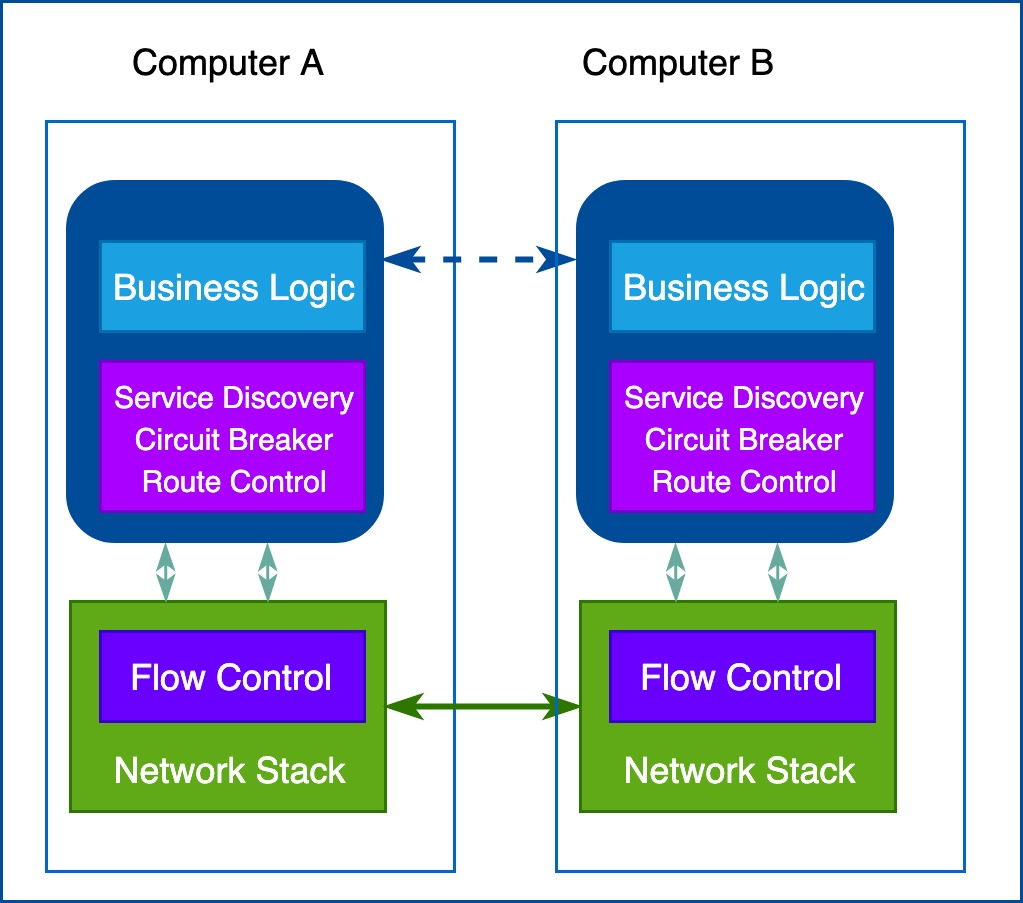 Computer A
Computer B
Business Logic
Service Discovery
Circuit Breaker
Route Control
Flow Control
Network Stack
Business Logic
Service Discovery
Circuit Breaker
Route Control
Flow Control
Network Stack